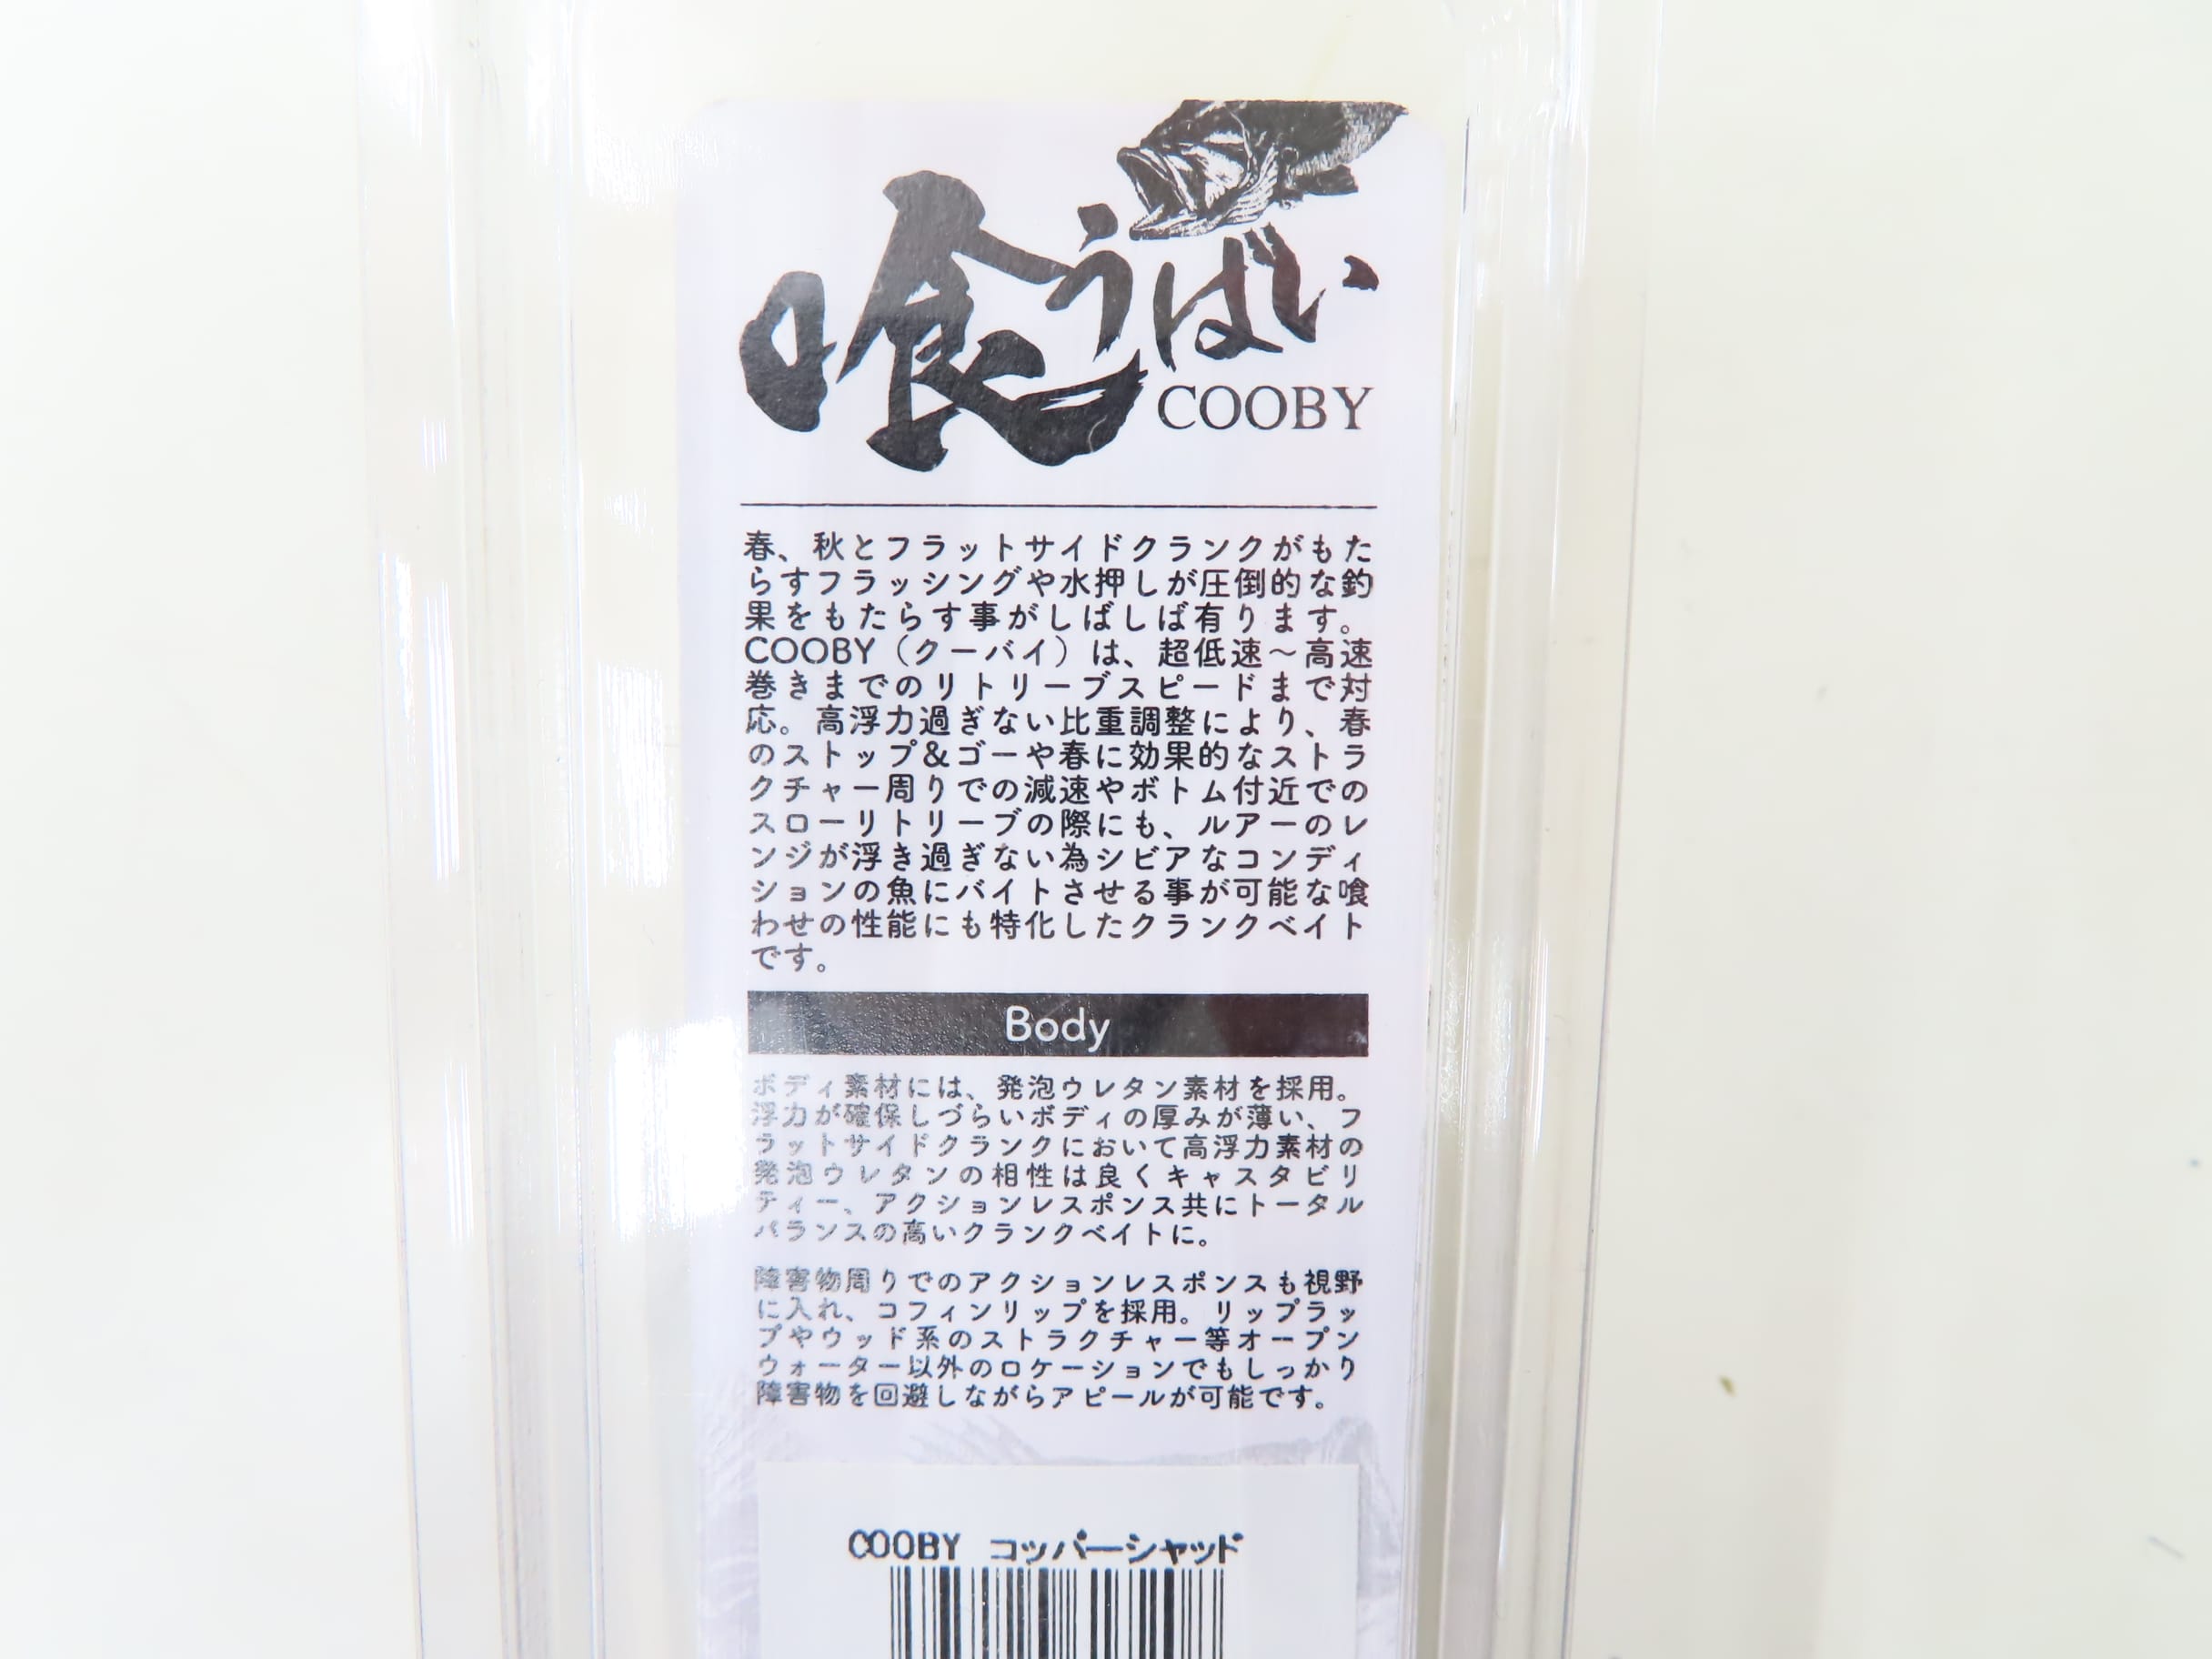 喰うばい
COOBY
春、秋とフラットサイドクランクがもた
らすフラッシングや水押しが圧倒的な釣
果をもたらす事がしばしば有ります。
COOBY（クーバイ）は、超低速～高速
巻きまでのリトリーブスピードまで対
応。高浮力過ぎない比重調整により、春
のストップ&ゴーや春に効果的なストラ
クチャー周りでの減速やボトム付近での
スローリトリーブの際にも、ルアーのレ
ンジが浮き過ぎない為シビアなコンディ
ションの魚にバイトさせる事が可能な喰
わせの性能にも特化したクランクベイト
です。
Body
ボディ素材には、発泡ウレタン素材を採用。
浮力が確保しづらいボディの厚みが薄い、フ
ラットサイドクランクにおいて高浮力素材の
発泡ウレタンの相性は良くキャスタビリ
ティー、アクションレスポンス共にトータル
バランスの高いクランクベイトに。
障害物周りでのアクションレスポンスも視野
に入れ、コフィンリップを採用。リップラッ
プやウッド系のストラクチャー等オープン
ウォーター以外のロケーションでもしっかり
障害物を回避しながらアピールが可能です。
COOBY コッパーシャッド